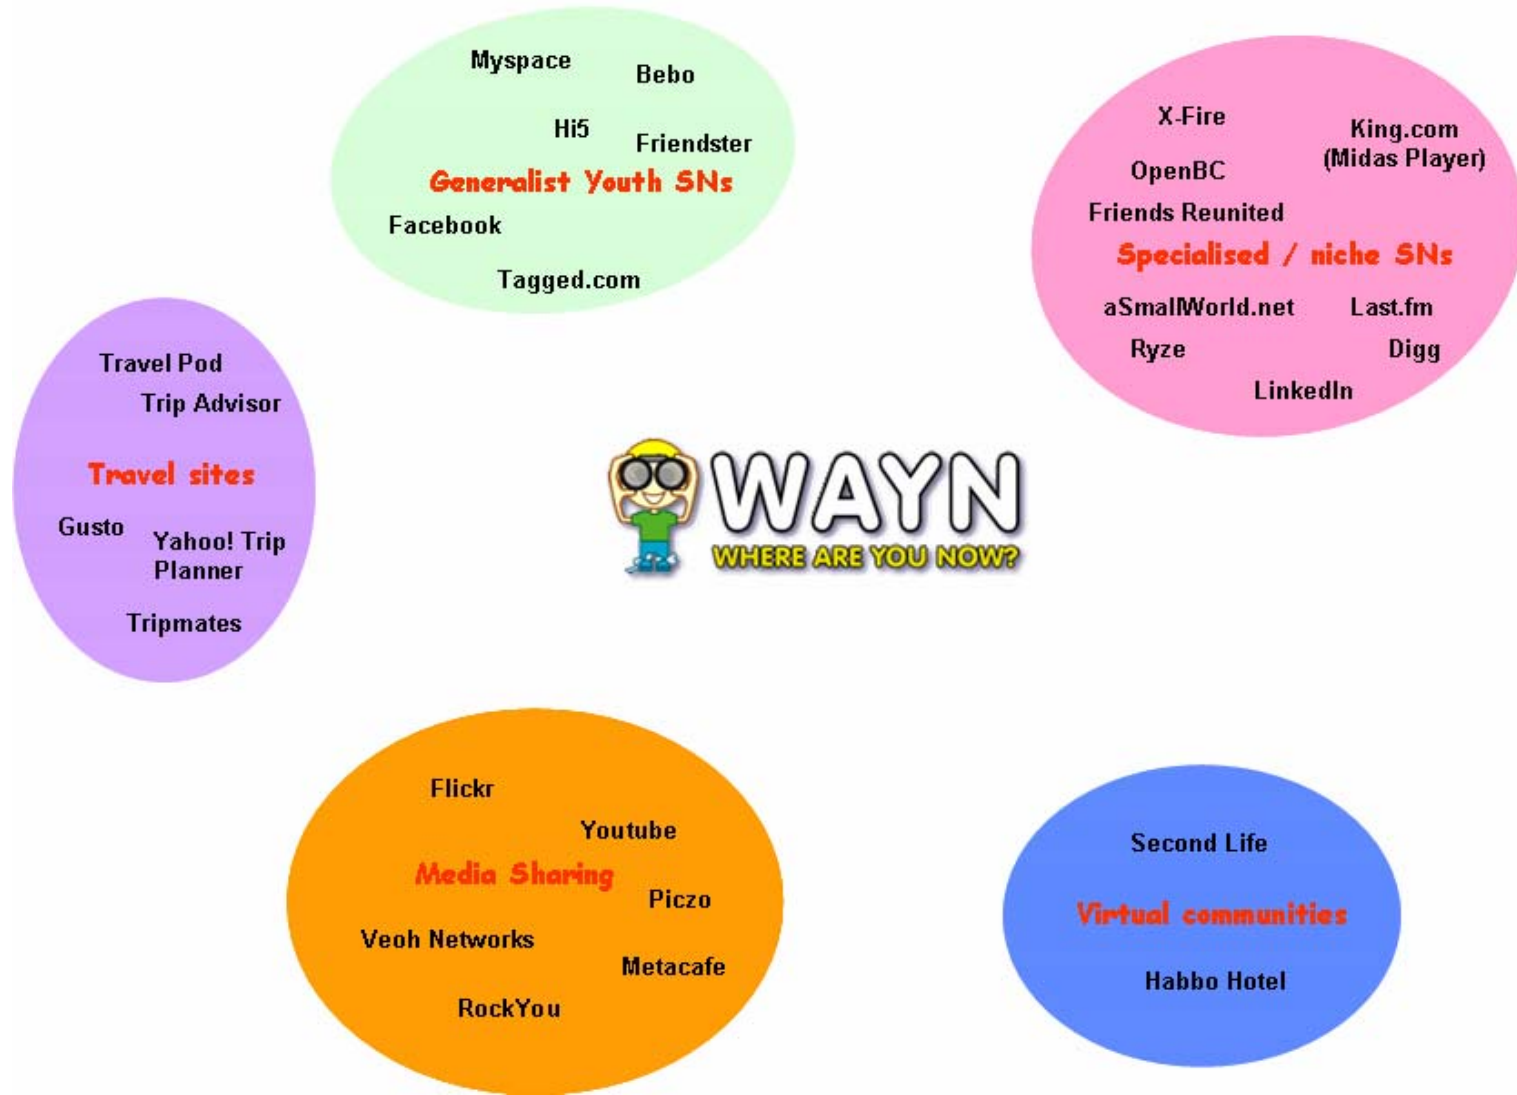 Myspace
Bebo
Hi5
Friendster
Generalist Youth SNs
Facebook
Tagged.com
X-Fire
King.com
(Midas Player)
OpenBC
Friends Reunited
Specialised / niche SNs
aSmallWorld.net
Last.fm
Ryze
Digg
LinkedIn
Travel Pod
Trip Advisor
Travel sites
Gusto
Yahoo! Trip
Planner
Tripmates
WAYN
WHERE ARE YOU NOW?
Flickr
Youtube
Media Sharing
Piczo
Veoh Networks
Metacafe
RockYou
Second Life
Virtual communities
Habbo Hotel